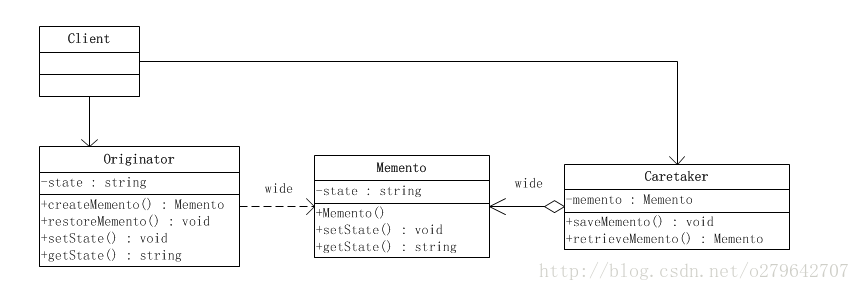 Client
Originator
-state : string
+createMemento() : Memento
+restoreMemento() : void
+setState() : void
+getState() : string
wide
Memento
-state : string
+Memento()
+setState() : void
+getState() : string
wide
Caretaker
-memento : Memento
+saveMemento() : void
+retrieveMemento() : Memento
http://blog.csdn.net/o279642707